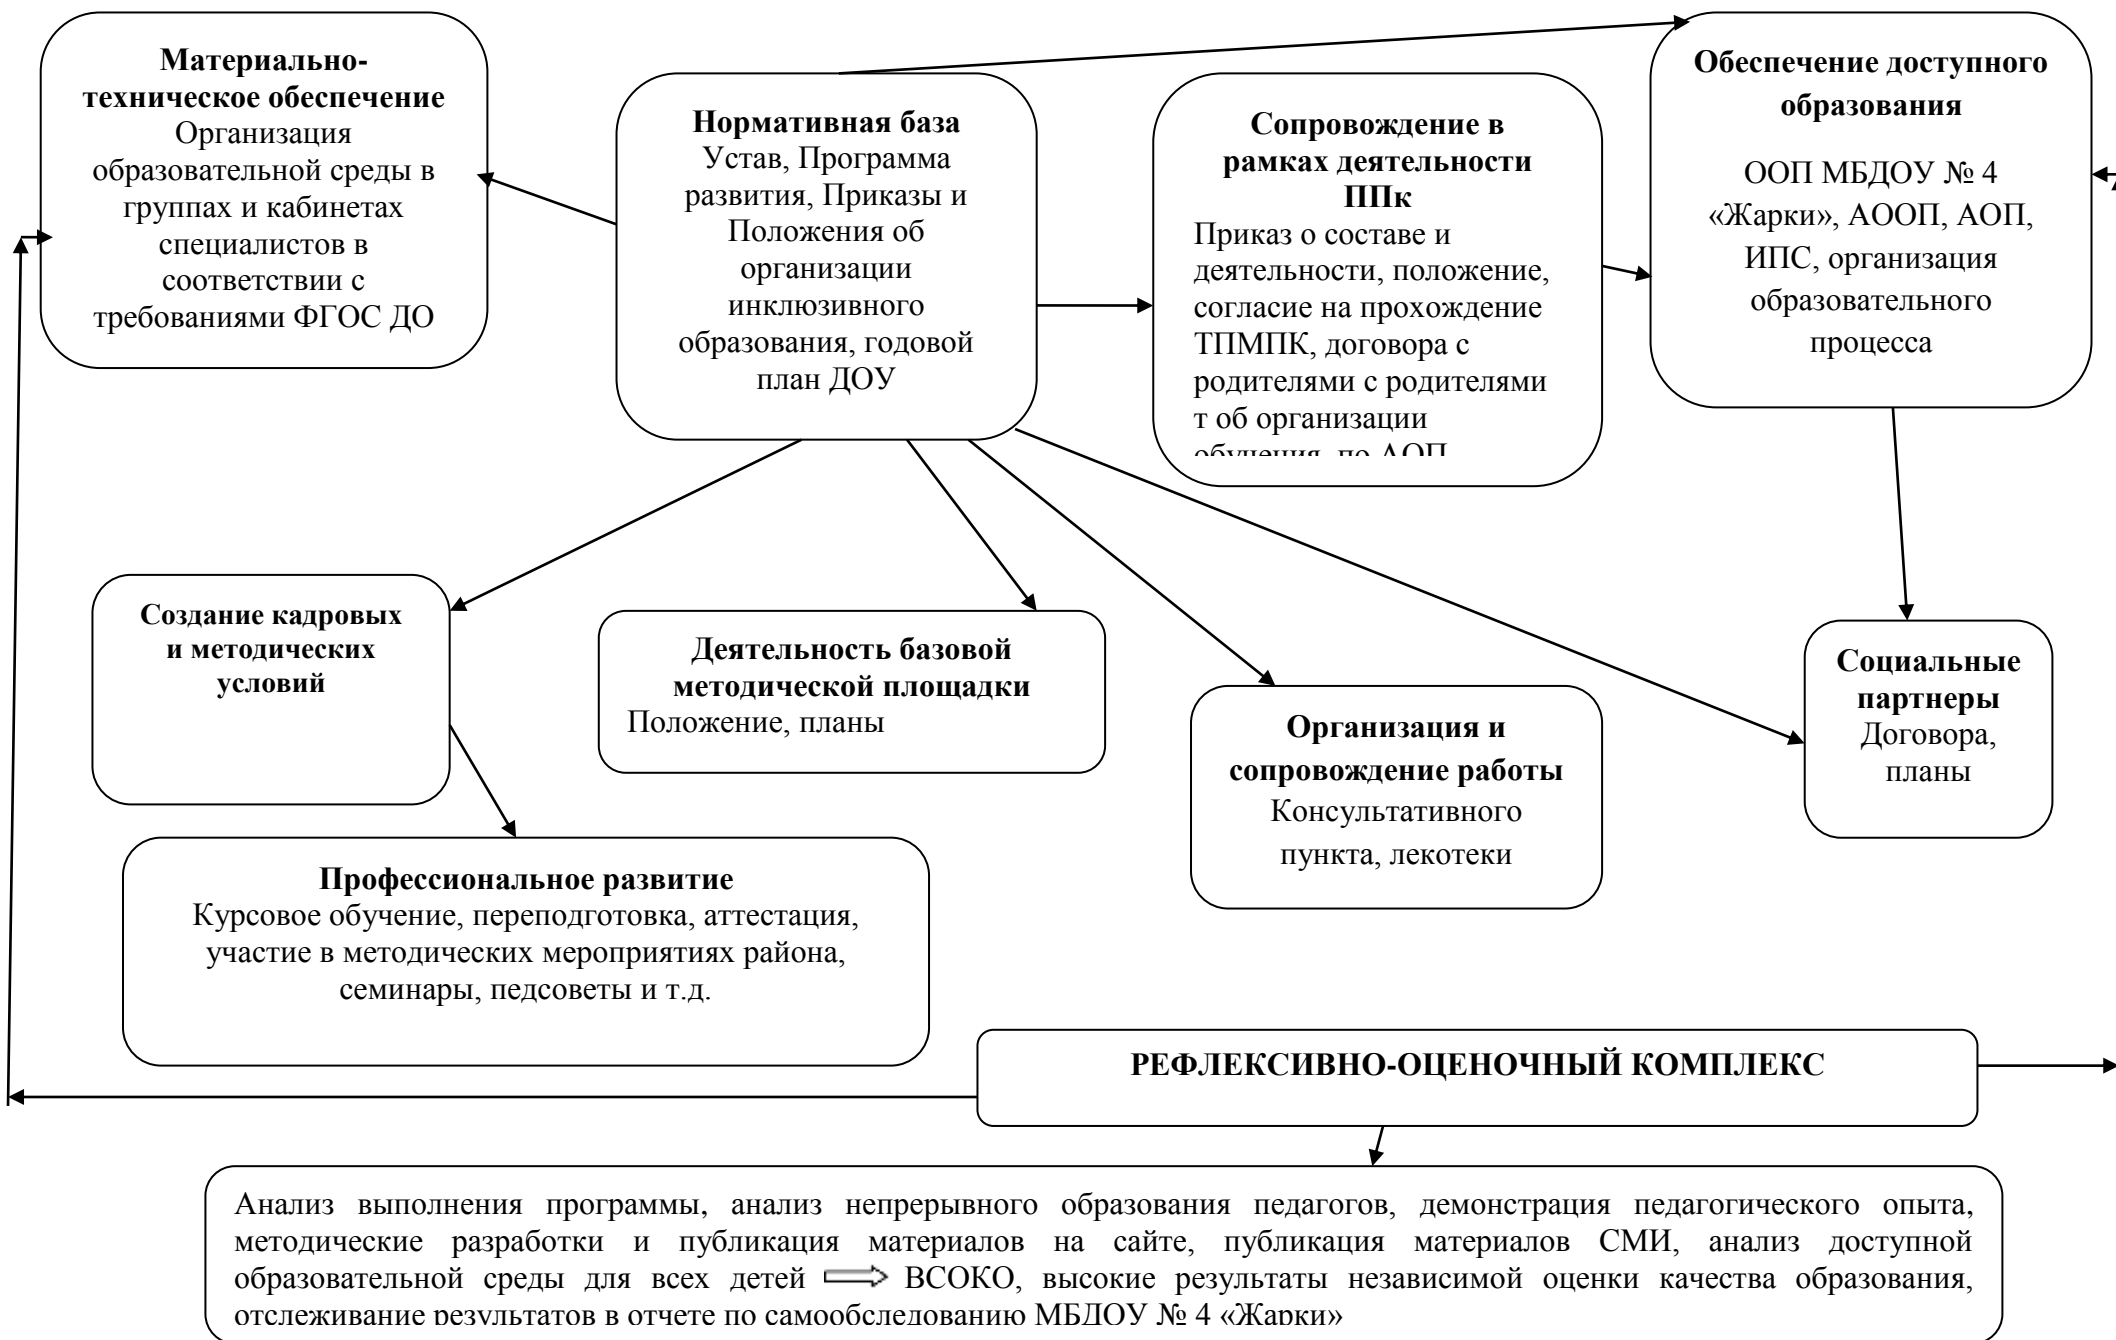 Материально-
техническое обеспечение
Организация
образовательной среды в
группах и кабинетах
специалистов в
соответствии с
требованиями ФГОС ДО
Нормативная база
Устав, Программа
развития, Приказы и
Положения об
организации
инклюзивного
образования, годовой
план ДОУ
Сопровождение в
рамках деятельности
ППк
Приказ о составе и
деятельности, положение,
согласие на прохождение
ТПМПК, договора с
родителями с родителями
т об организации
обучения по АОП
Обеспечение доступного
образования
ООП МБДОУ № 4
«Жарки», АООП, АОП,
ИПС, организация
образовательного
процесса
Создание кадровых
и методических
условий
Деятельность базовой
методической площадки
Положение, планы
Организация и
сопровождение работы
Консультативного
пункта, лекотеки
Социальные
партнеры
Договора,
планы
Профессиональное развитие
Курсовое обучение, переподготовка, аттестация,
участие в методических мероприятиях района,
семинары, педсоветы и т.д.
РЕФЛЕКСИВНО-ОЦЕНОЧНЫЙ КОМПЛЕКС
Анализ выполнения программы, анализ непрерывного образования педагогов, демонстрация педагогического опыта,
методические разработки и публикация материалов на сайте, публикация материалов СМИ, анализ доступной
образовательной среды для всех детей ВСОКО, высокие результаты независимой оценки качества образования,
отслеживание результатов в отчете по самообследованию МБДОУ № 4 «Жарки»